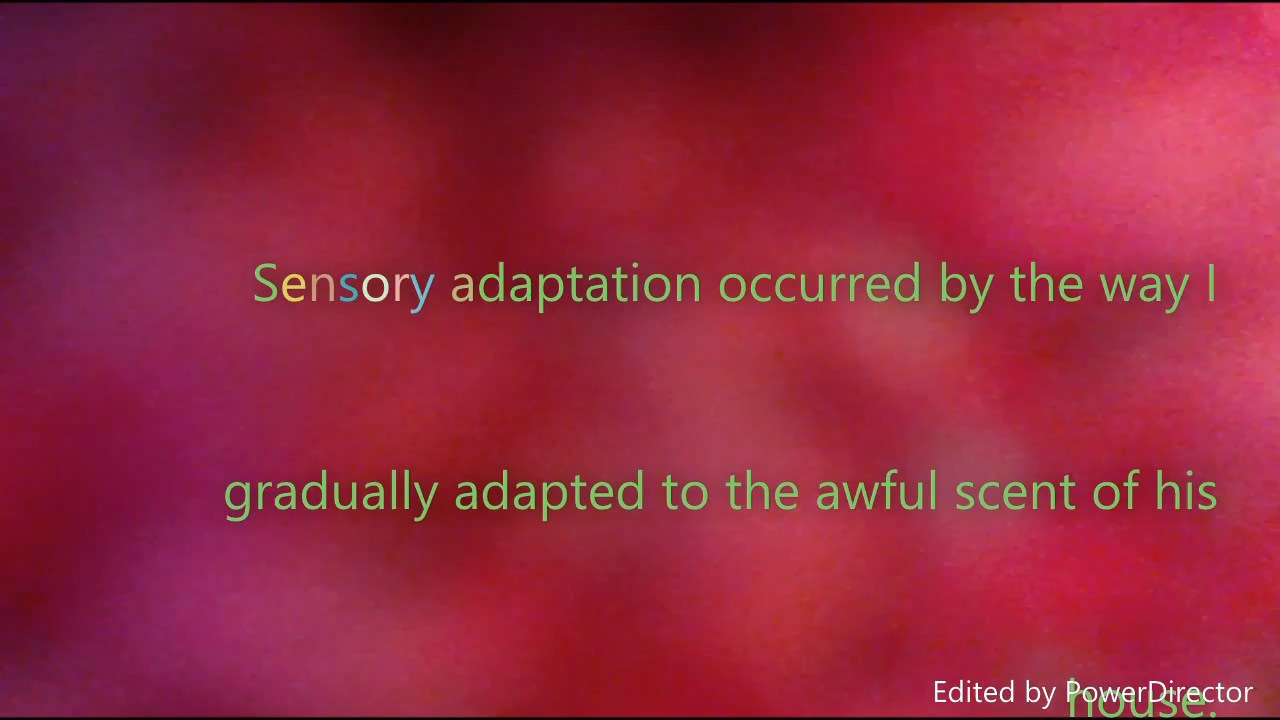 Sensory adaptation occurred by the way I
gradually adapted to the awful scent of his
house.
Edited by PowerDirector